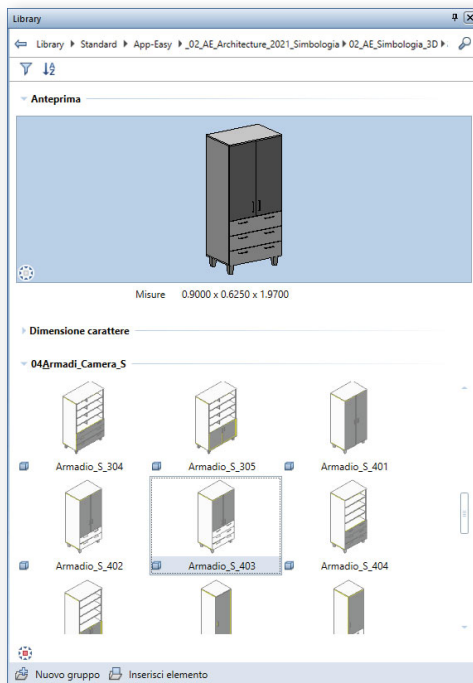 Library
Library Standard App-Easy _02_AE_Architecture_2021_Simbologia 02_AE_Simbologia_3D
Anteprima
Misure 0.9000 x 0.6250 x 1.9700
Dimensione carattere
04Armadi_Camera_S
Armadio_S_304 Armadio_S_305 Armadio_S_401
Armadio_S_402 Armadio_S_403 Armadio_S_404
Nuovo gruppo Inserisci elemento